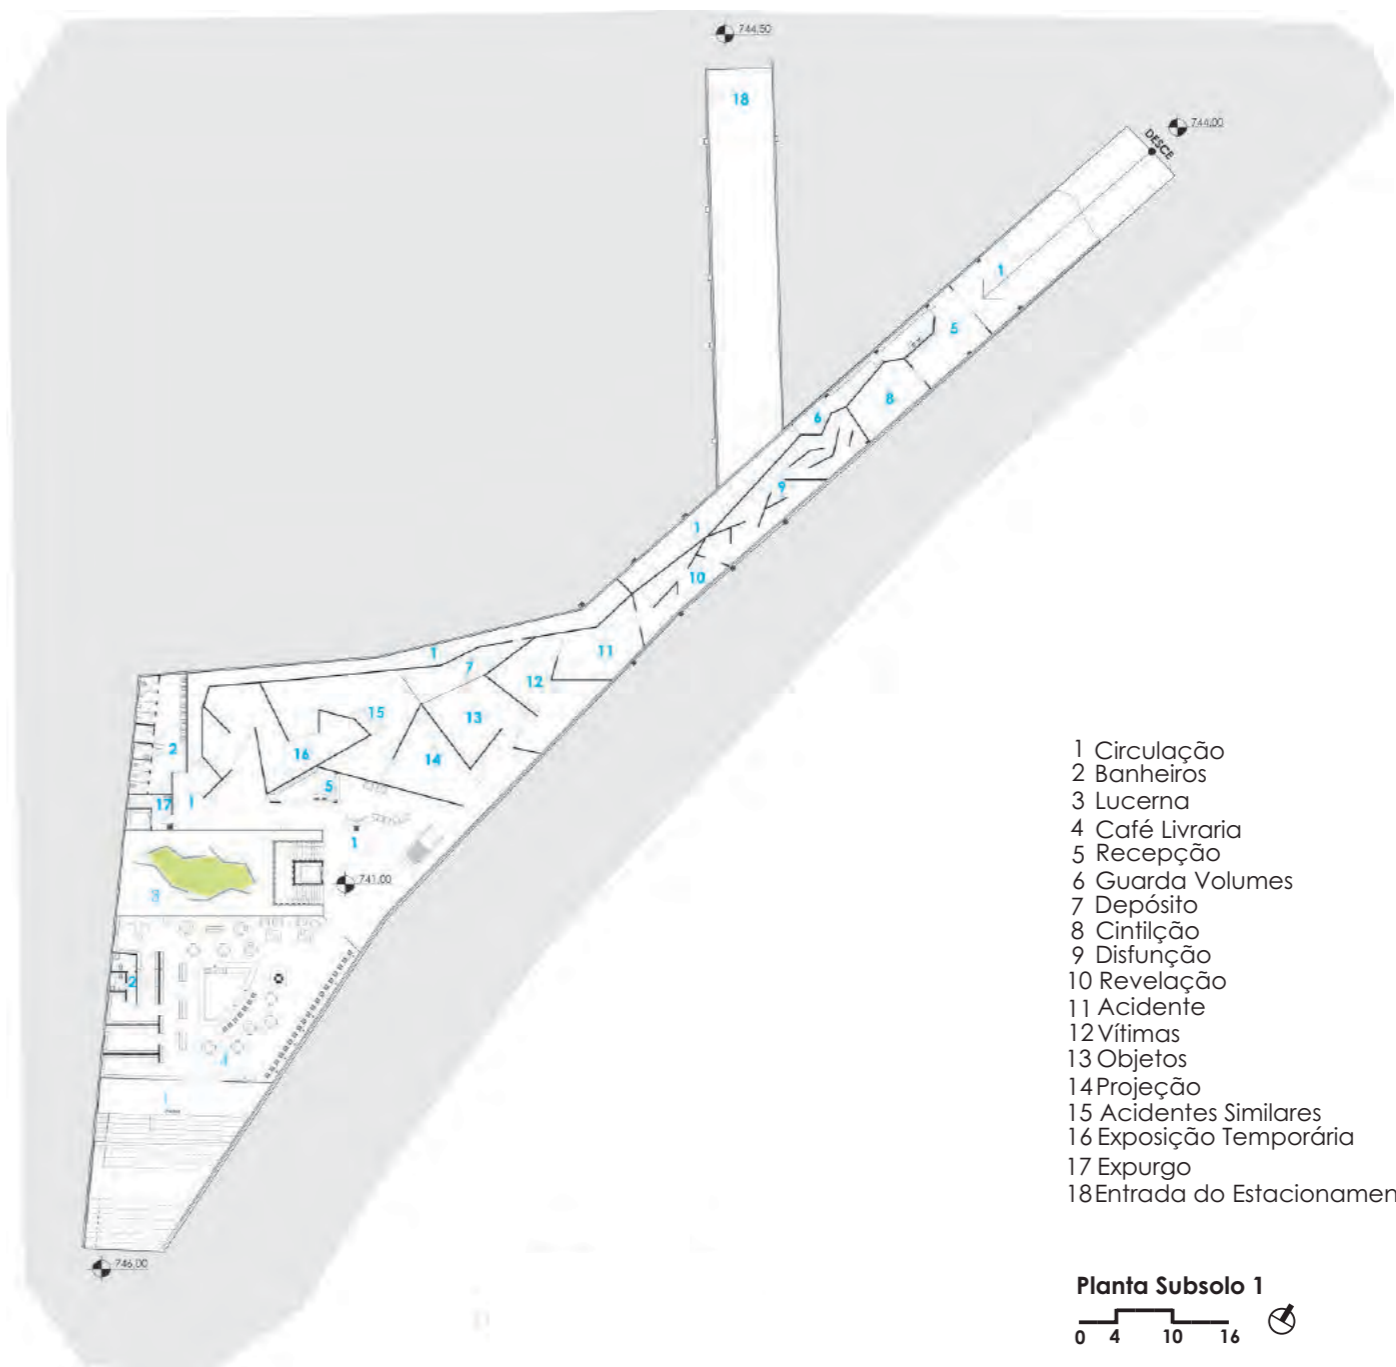 744,50
18
744,00
DESCE
1
5
8
6
9
1
10
11
1
7
12
15
13
16
14
2
5
17
1
1
741,00
3
2
4
1
746,00
1 Circulação
2 Banheiros
3 Lucerna
4 Café Livraria
5 Recepção
6 Guarda Volumes
7 Depósito
8 Cintilção
9 Disfunção
10 Revelação
11 Acidente
12 Vítimas
13 Objetos
14 Projeção
15 Acidentes Similares
16 Exposição Temporária
17 Expurgo
18 Entrada do Estacionamen
Planta Subsolo 1
0 4 10 16